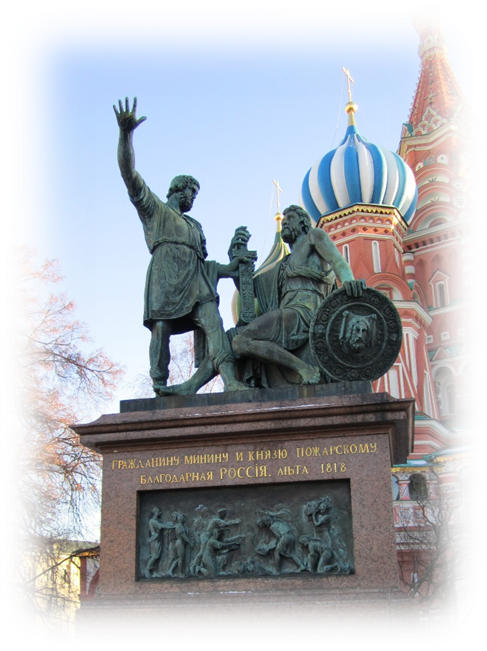 ГРАЖДАНИНУ МИНИНУ И КНЯЗЮ ПОЖАРСКОМУ
БЛАГОДАРНАЯ РОССІЯ. ЛѢТА 1818